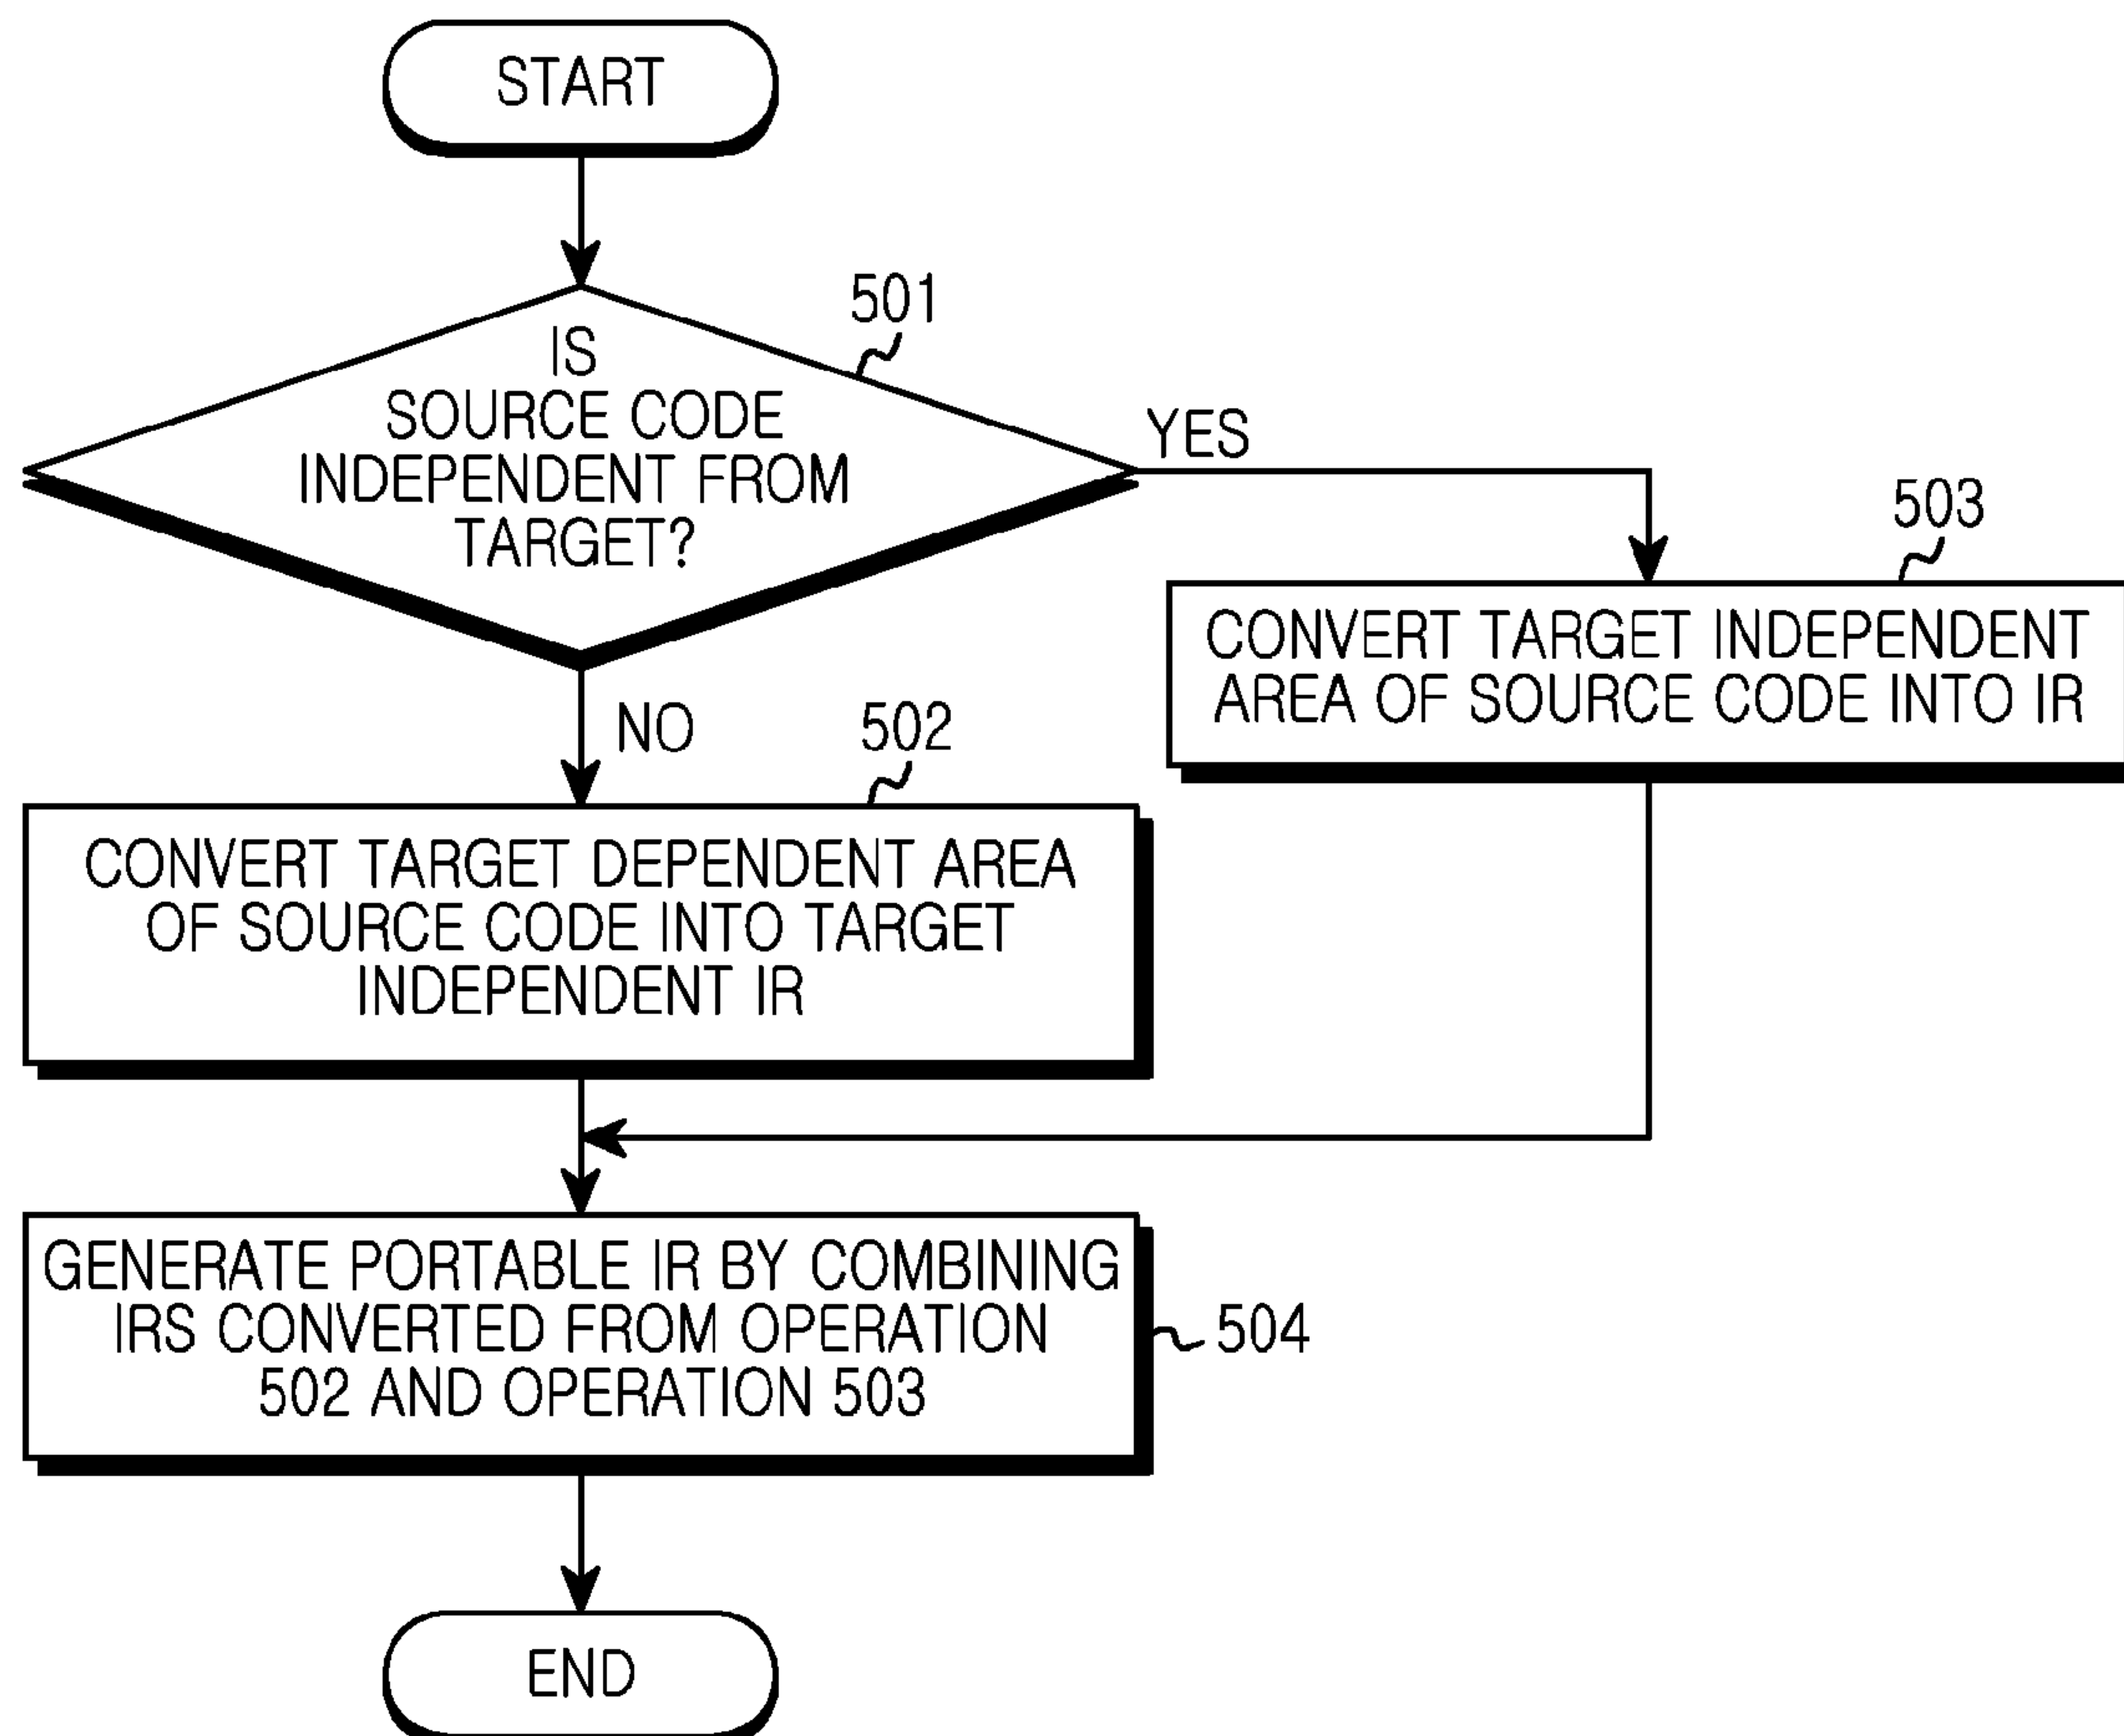 START
501
IS
SOURCE CODE
INDEPENDENT FROM
TARGET?
YES
503
CONVERT TARGET INDEPENDENT
AREA OF SOURCE CODE INTO IR
NO
502
CONVERT TARGET DEPENDENT AREA
OF SOURCE CODE INTO TARGET
INDEPENDENT IR
GENERATE PORTABLE IR BY COMBINING
IRS CONVERTED FROM OPERATION
502 AND OPERATION 503
504
END